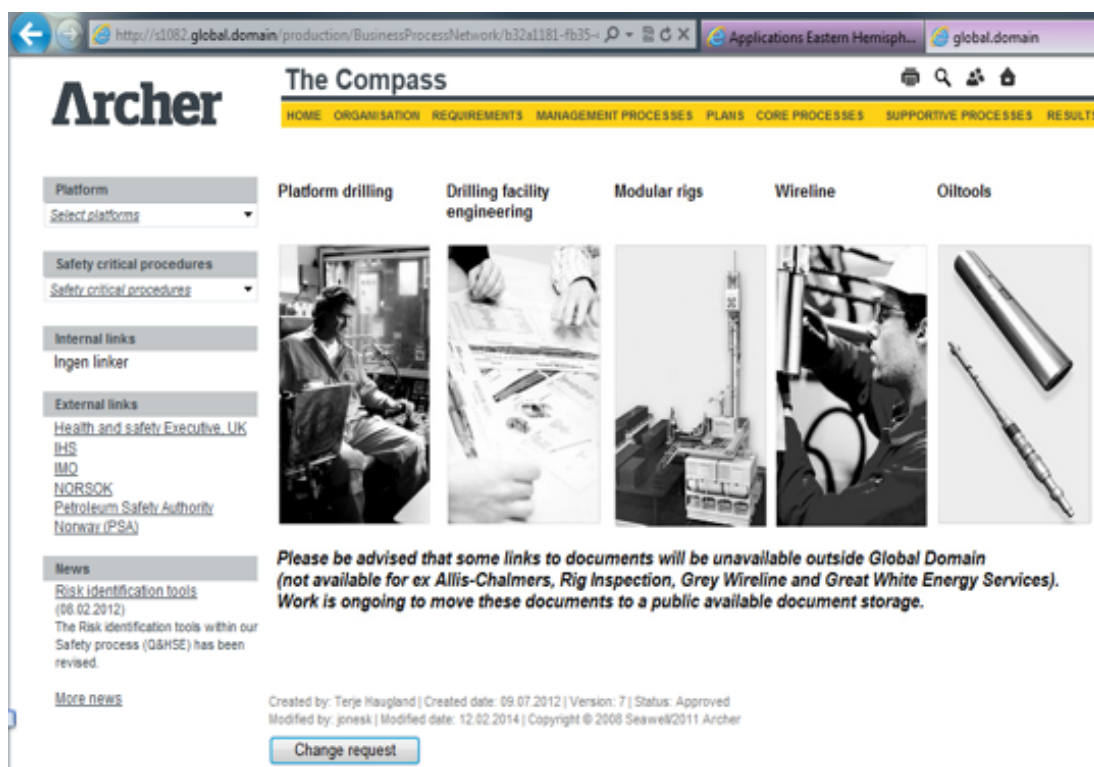 http://s1082.global.domain/production/BusinessProcessNetwork/b32a1181-fb35-
Applications Eastern Hemisph...
global.domain
Archer
The Compass
HOME ORGANISATION REQUIREMENTS MANAGEMENT PROCESSES PLANS CORE PROCESSES SUPPORTIVE PROCESSES RESULTS
Platform
Select platforms
Safety critical procedures
Safety critical procedures
Internal links
Ingen linker
External links
Health and safety Executive, UK
IHS
IMO
NORSOK
Petroleum Safety Authority
Norway (PSA)
News
Risk identification tools
(08.02.2012)
The Risk identification tools within our
Safety process (Q&HSE) has been
revised.
More news
Platform drilling
Drilling facility
engineering
Modular rigs
Wireline
Oiltools
Please be advised that some links to documents will be unavailable outside Global Domain
(not available for ex Allis-Chalmers, Rig Inspection, Grey Wireline and Great White Energy Services).
Work is ongoing to move these documents to a public available document storage.
Created by: Terje Haugland | Created date: 09.07.2012 | Version: 7 | Status: Approved
Modified by: jonesk | Modified date: 12.02.2014 | Copyright © 2008 Seawell/2011 Archer
Change request